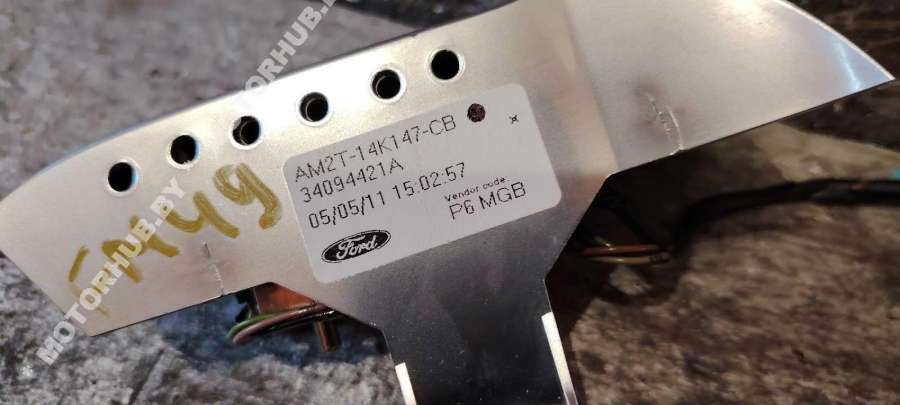 AM2T-14K147-CB
34094421A
05/05/11 15:02:57
Vendor code
P6 MGB
Ford
MOTORHUB.BY
MOTORHUB.BY